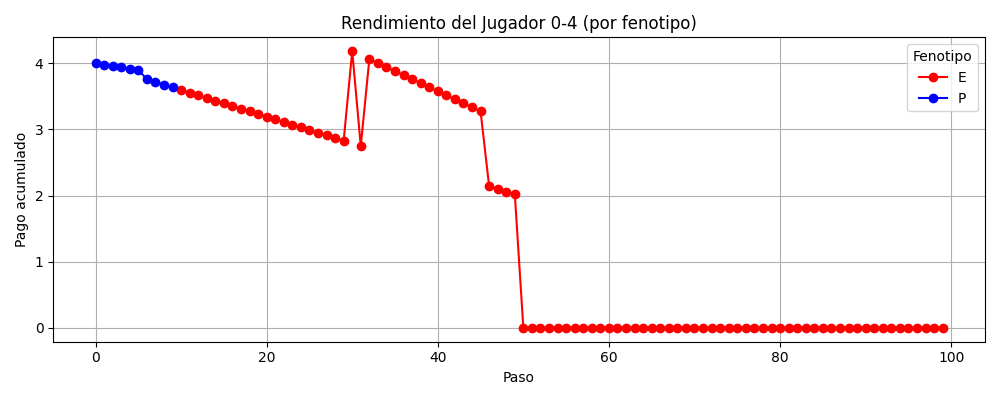 Rendimiento del Jugador 0-4 (por fenotipo)
Pago acumulado
4
3
2
1
0
Fenotipo
E
P
0
20
40
60
80
100
Paso